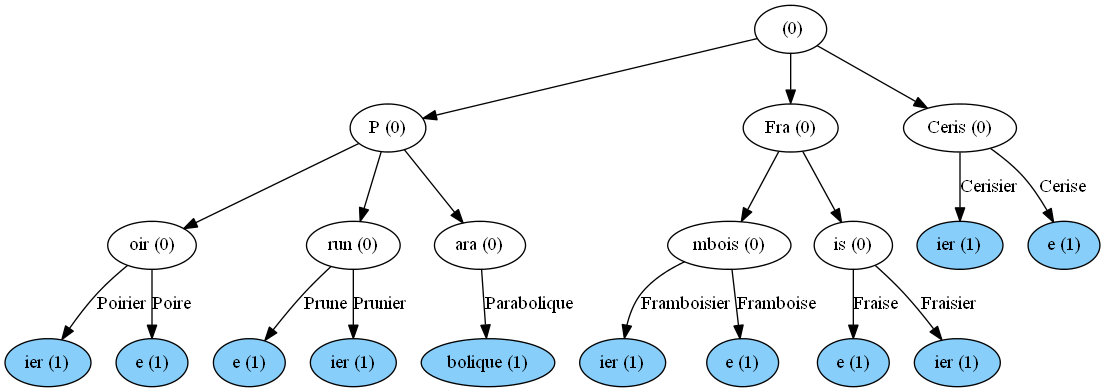 (0)
P (0)
Fra (0)
Ceris (0)
Cerisier
Cerise
oir (0)
run (0)
ara (0)
mbois (0)
is (0)
ier (1)
e (1)
Poirier
Poire
Prune
Prunier
Parabolique
Framboisier
Framboise
Fraise
Fraisier
ier (1)
e (1)
e (1)
ier (1)
bolique (1)
ier (1)
e (1)
e (1)
ier (1)